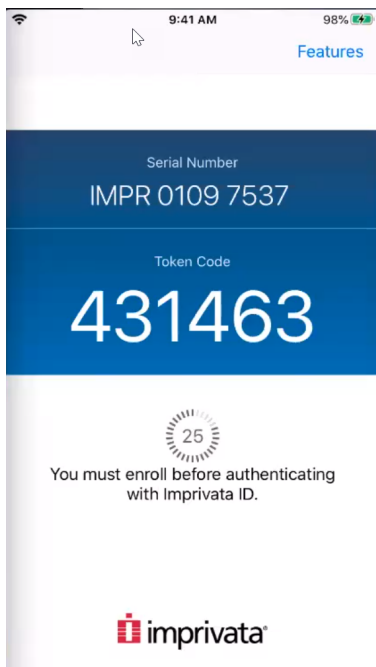 9:41 AM
98%
Features
Serial Number
IMPR 0109 7537
Token Code
431463
25
You must enroll before authenticating
with Imprivata ID.
imprivata®